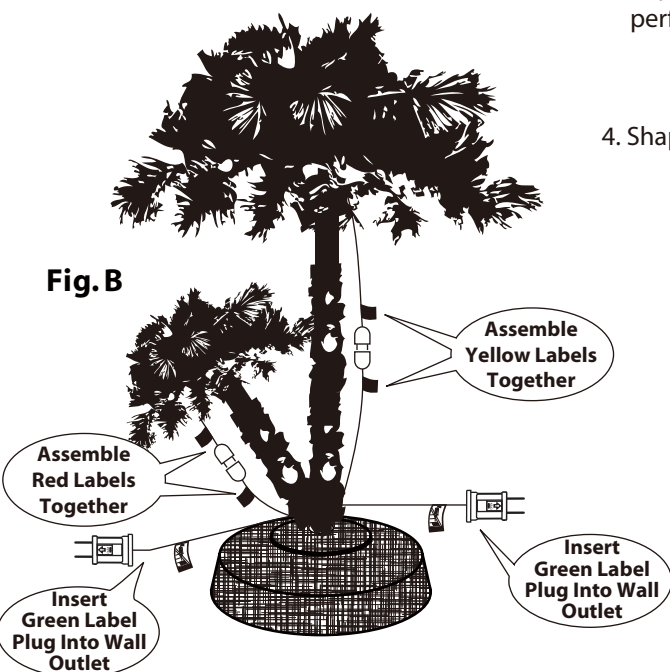 perf
4. Shap
Fig. B
Assemble
Yellow Labels
Together
Assemble
Red Labels
Together
Insert
Green Label
Plug Into Wall
Outlet
Insert
Green Label
Plug Into Wall
Outlet